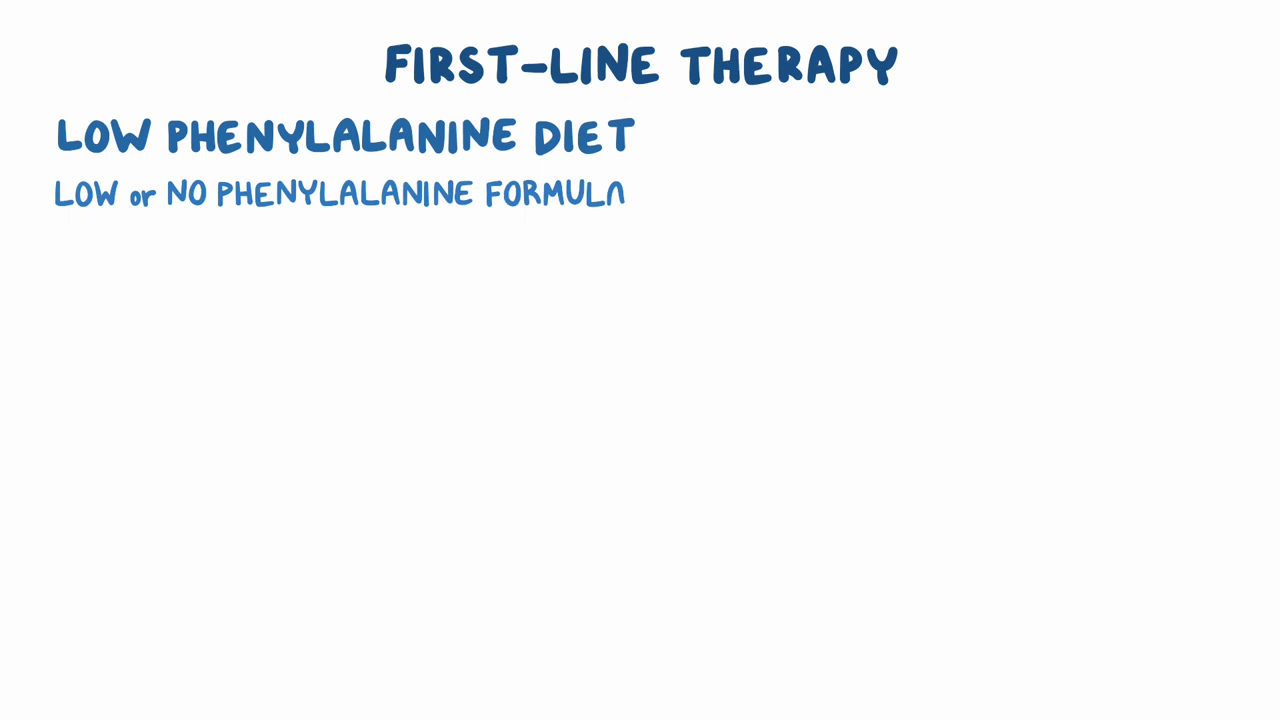 FIRST-LINE THERAPY
LOW PHENYLALANINE DIET
LOW or NO PHENYLALANINE FORMULA